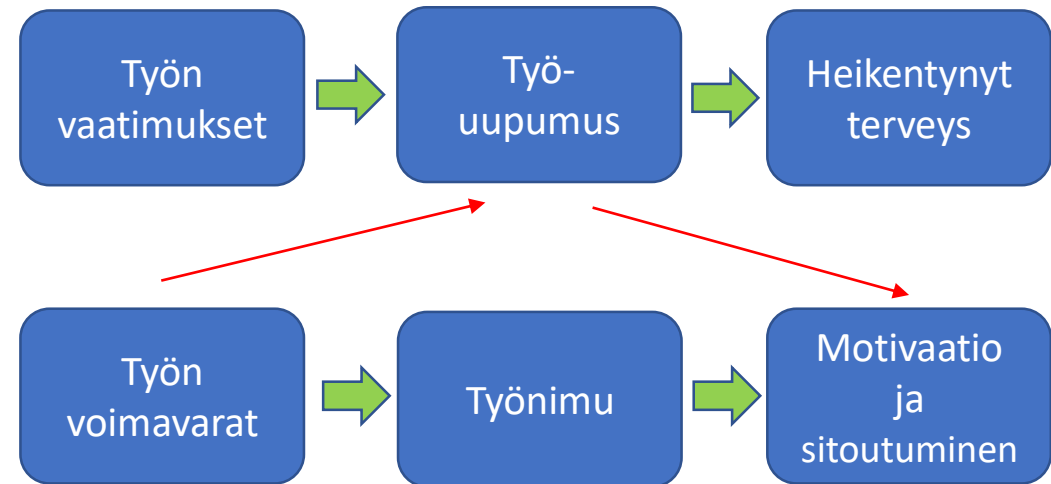 Työn
vaatimukset
Työ-
uupumus
Heikentynyt
terveys
Työn
voimavarat
Työnimu
Motivaatio
ja
sitoutuminen